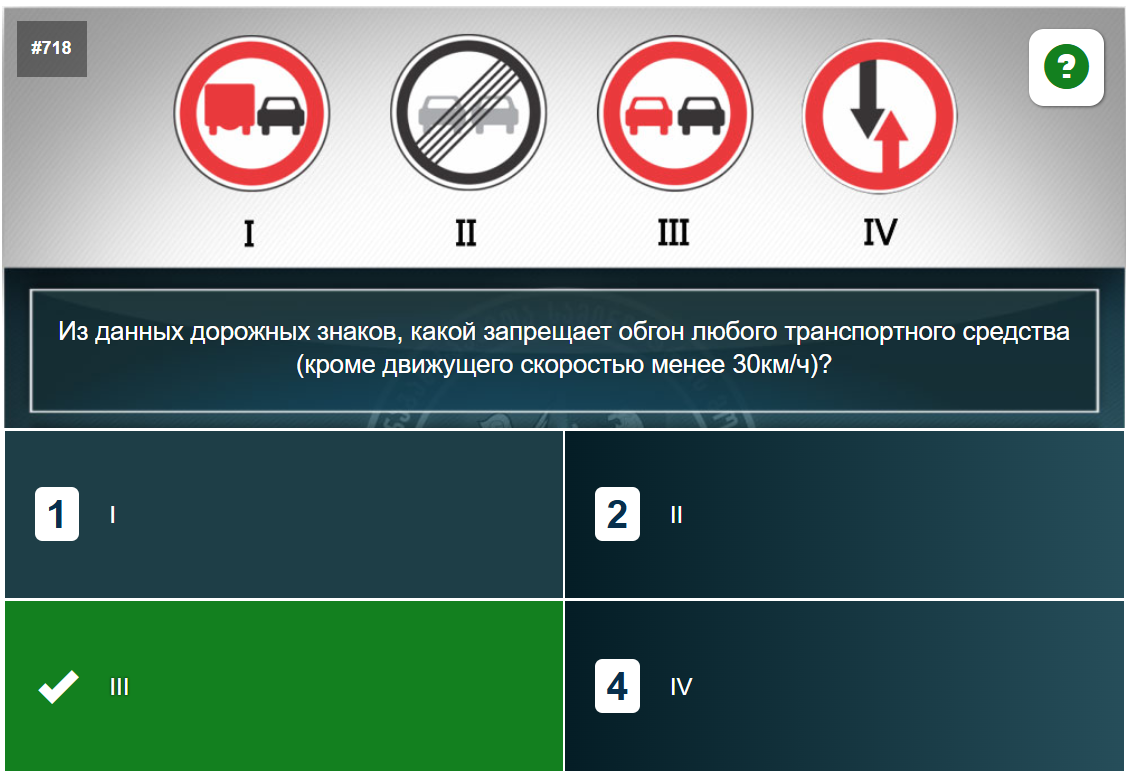 #718
?
I
II
III
IV
Из данных дорожных знаков, какой запрещает обгон любого транспортного средства
(кроме движущего скоростью менее 30км/ч)?
1 I
2 II
III
4 IV